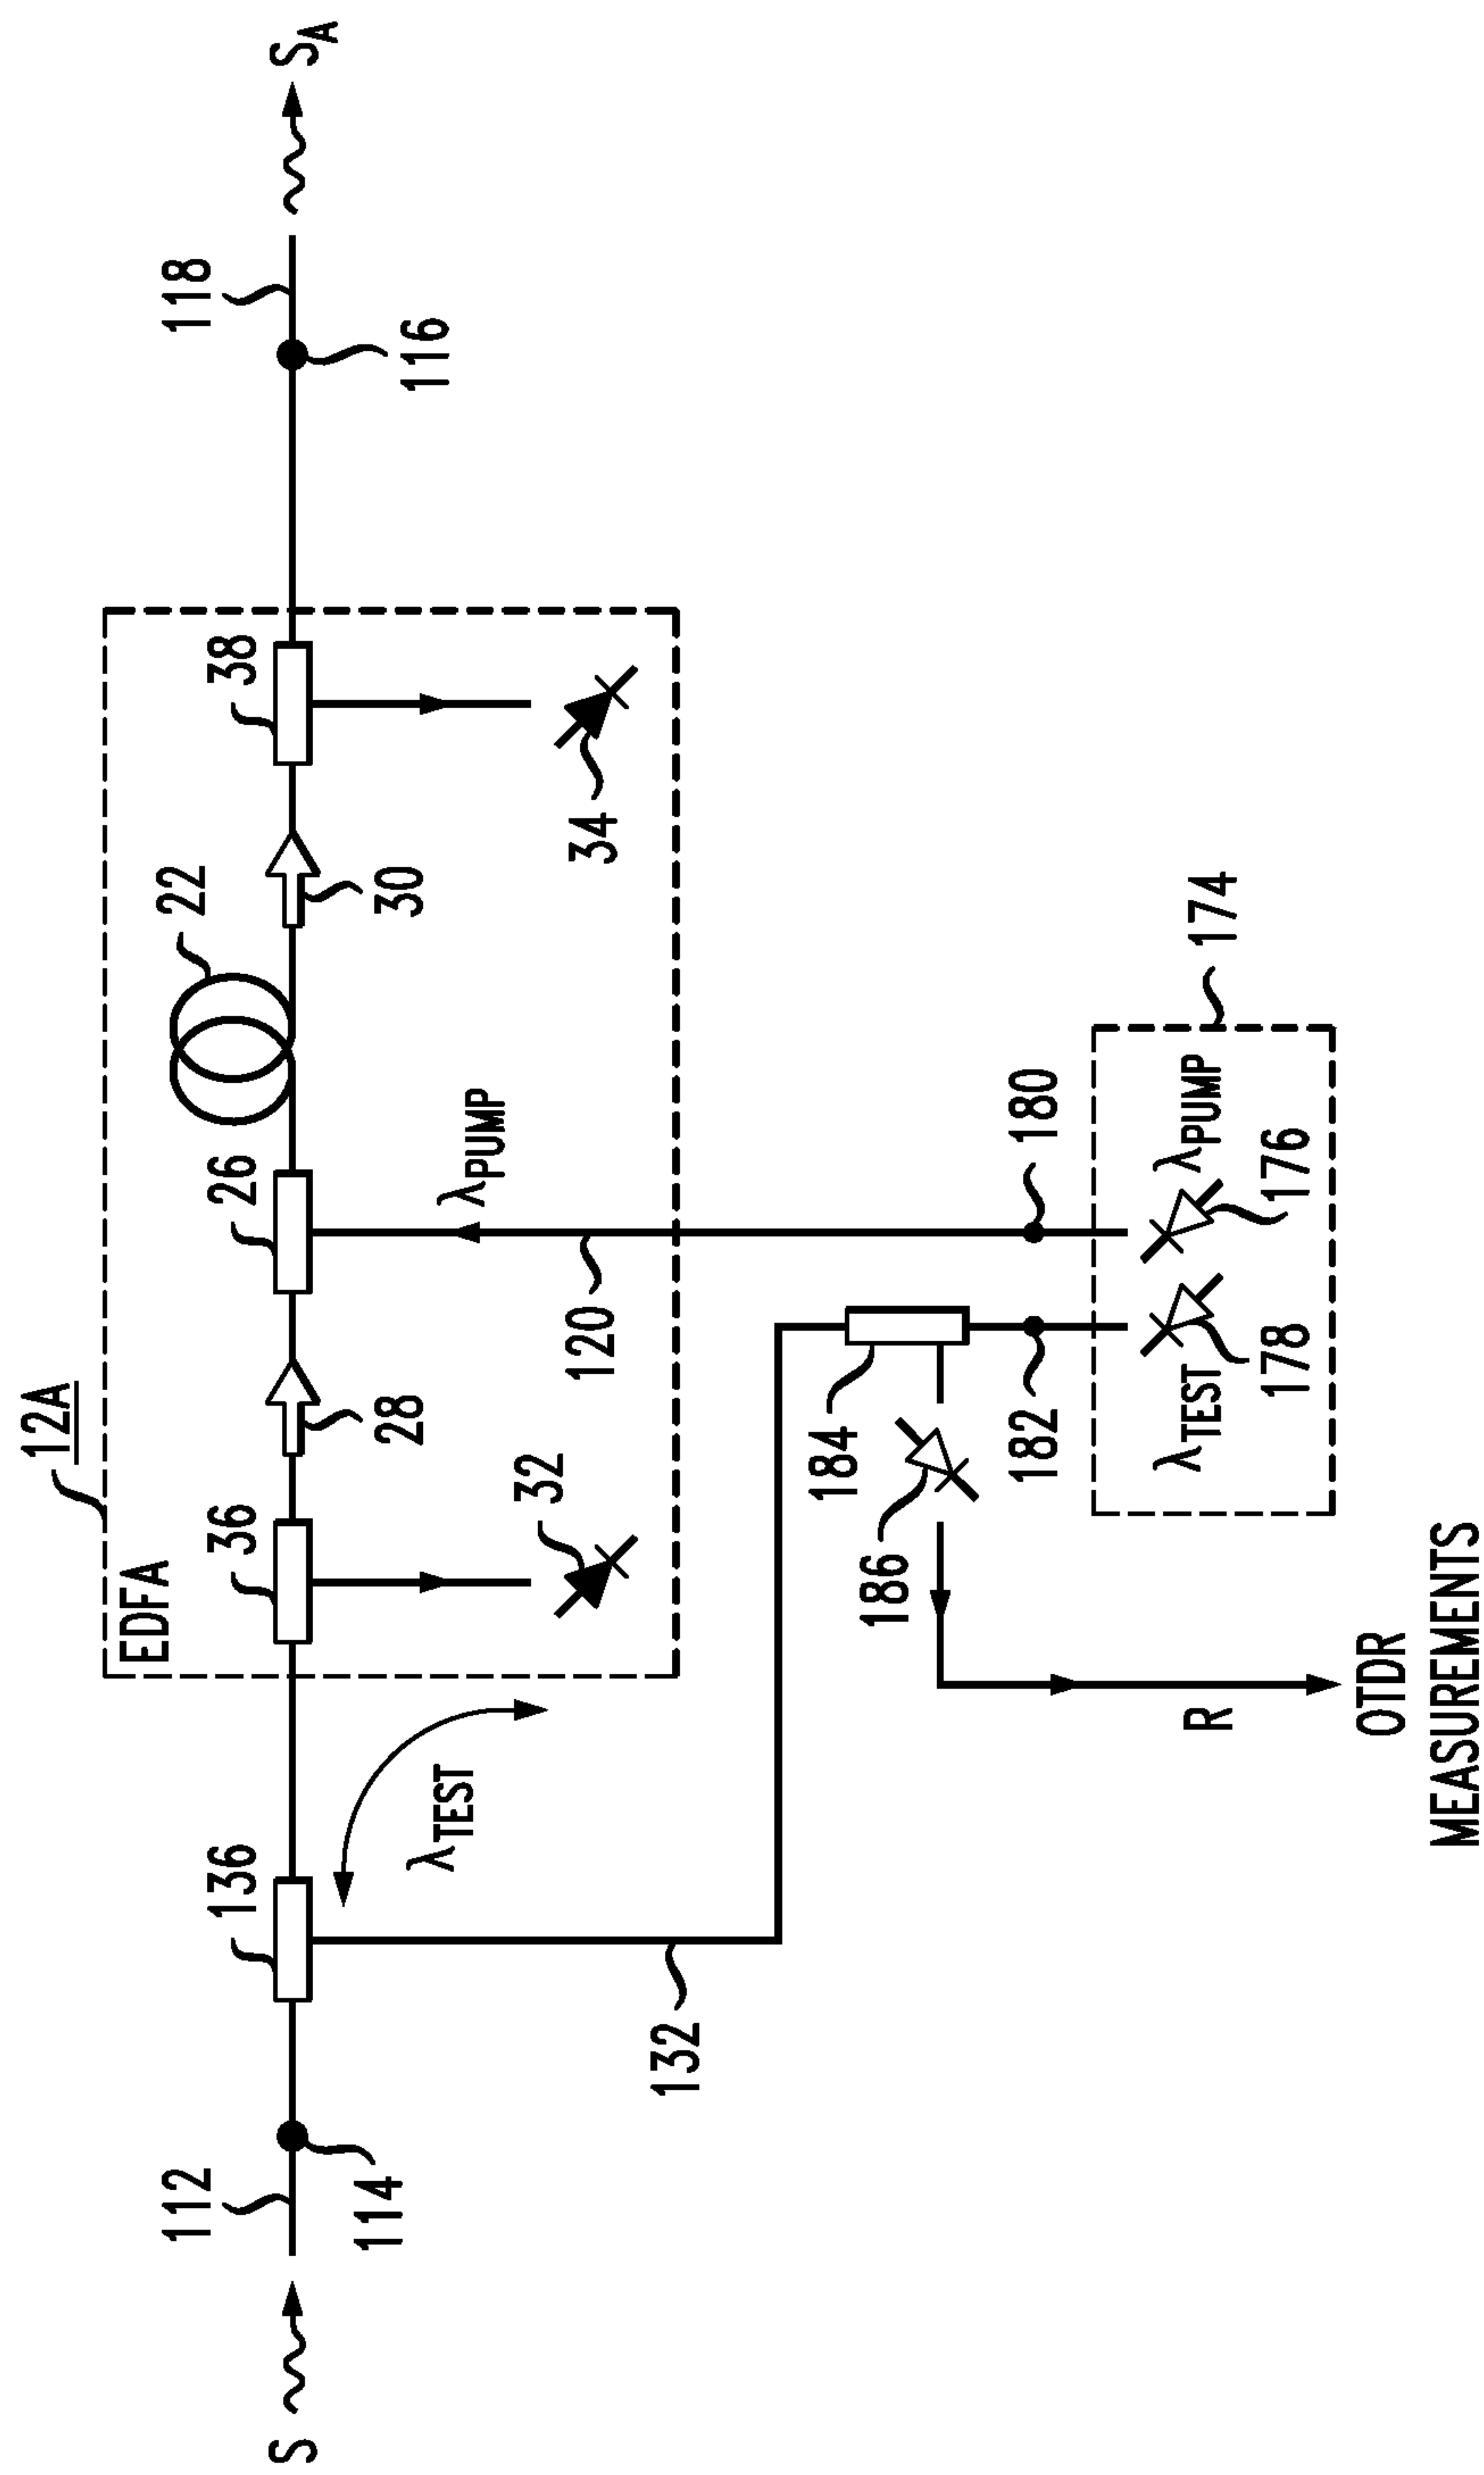 12A
EDFA
S
112
114
136
36
28
26
22
30
38
116
118
S_A
32
34
λTEST
λPUMP
120
132
184
186
182
180
174
λTEST
178
λPUMP
176
R
OTDR
MEASUREMENTS